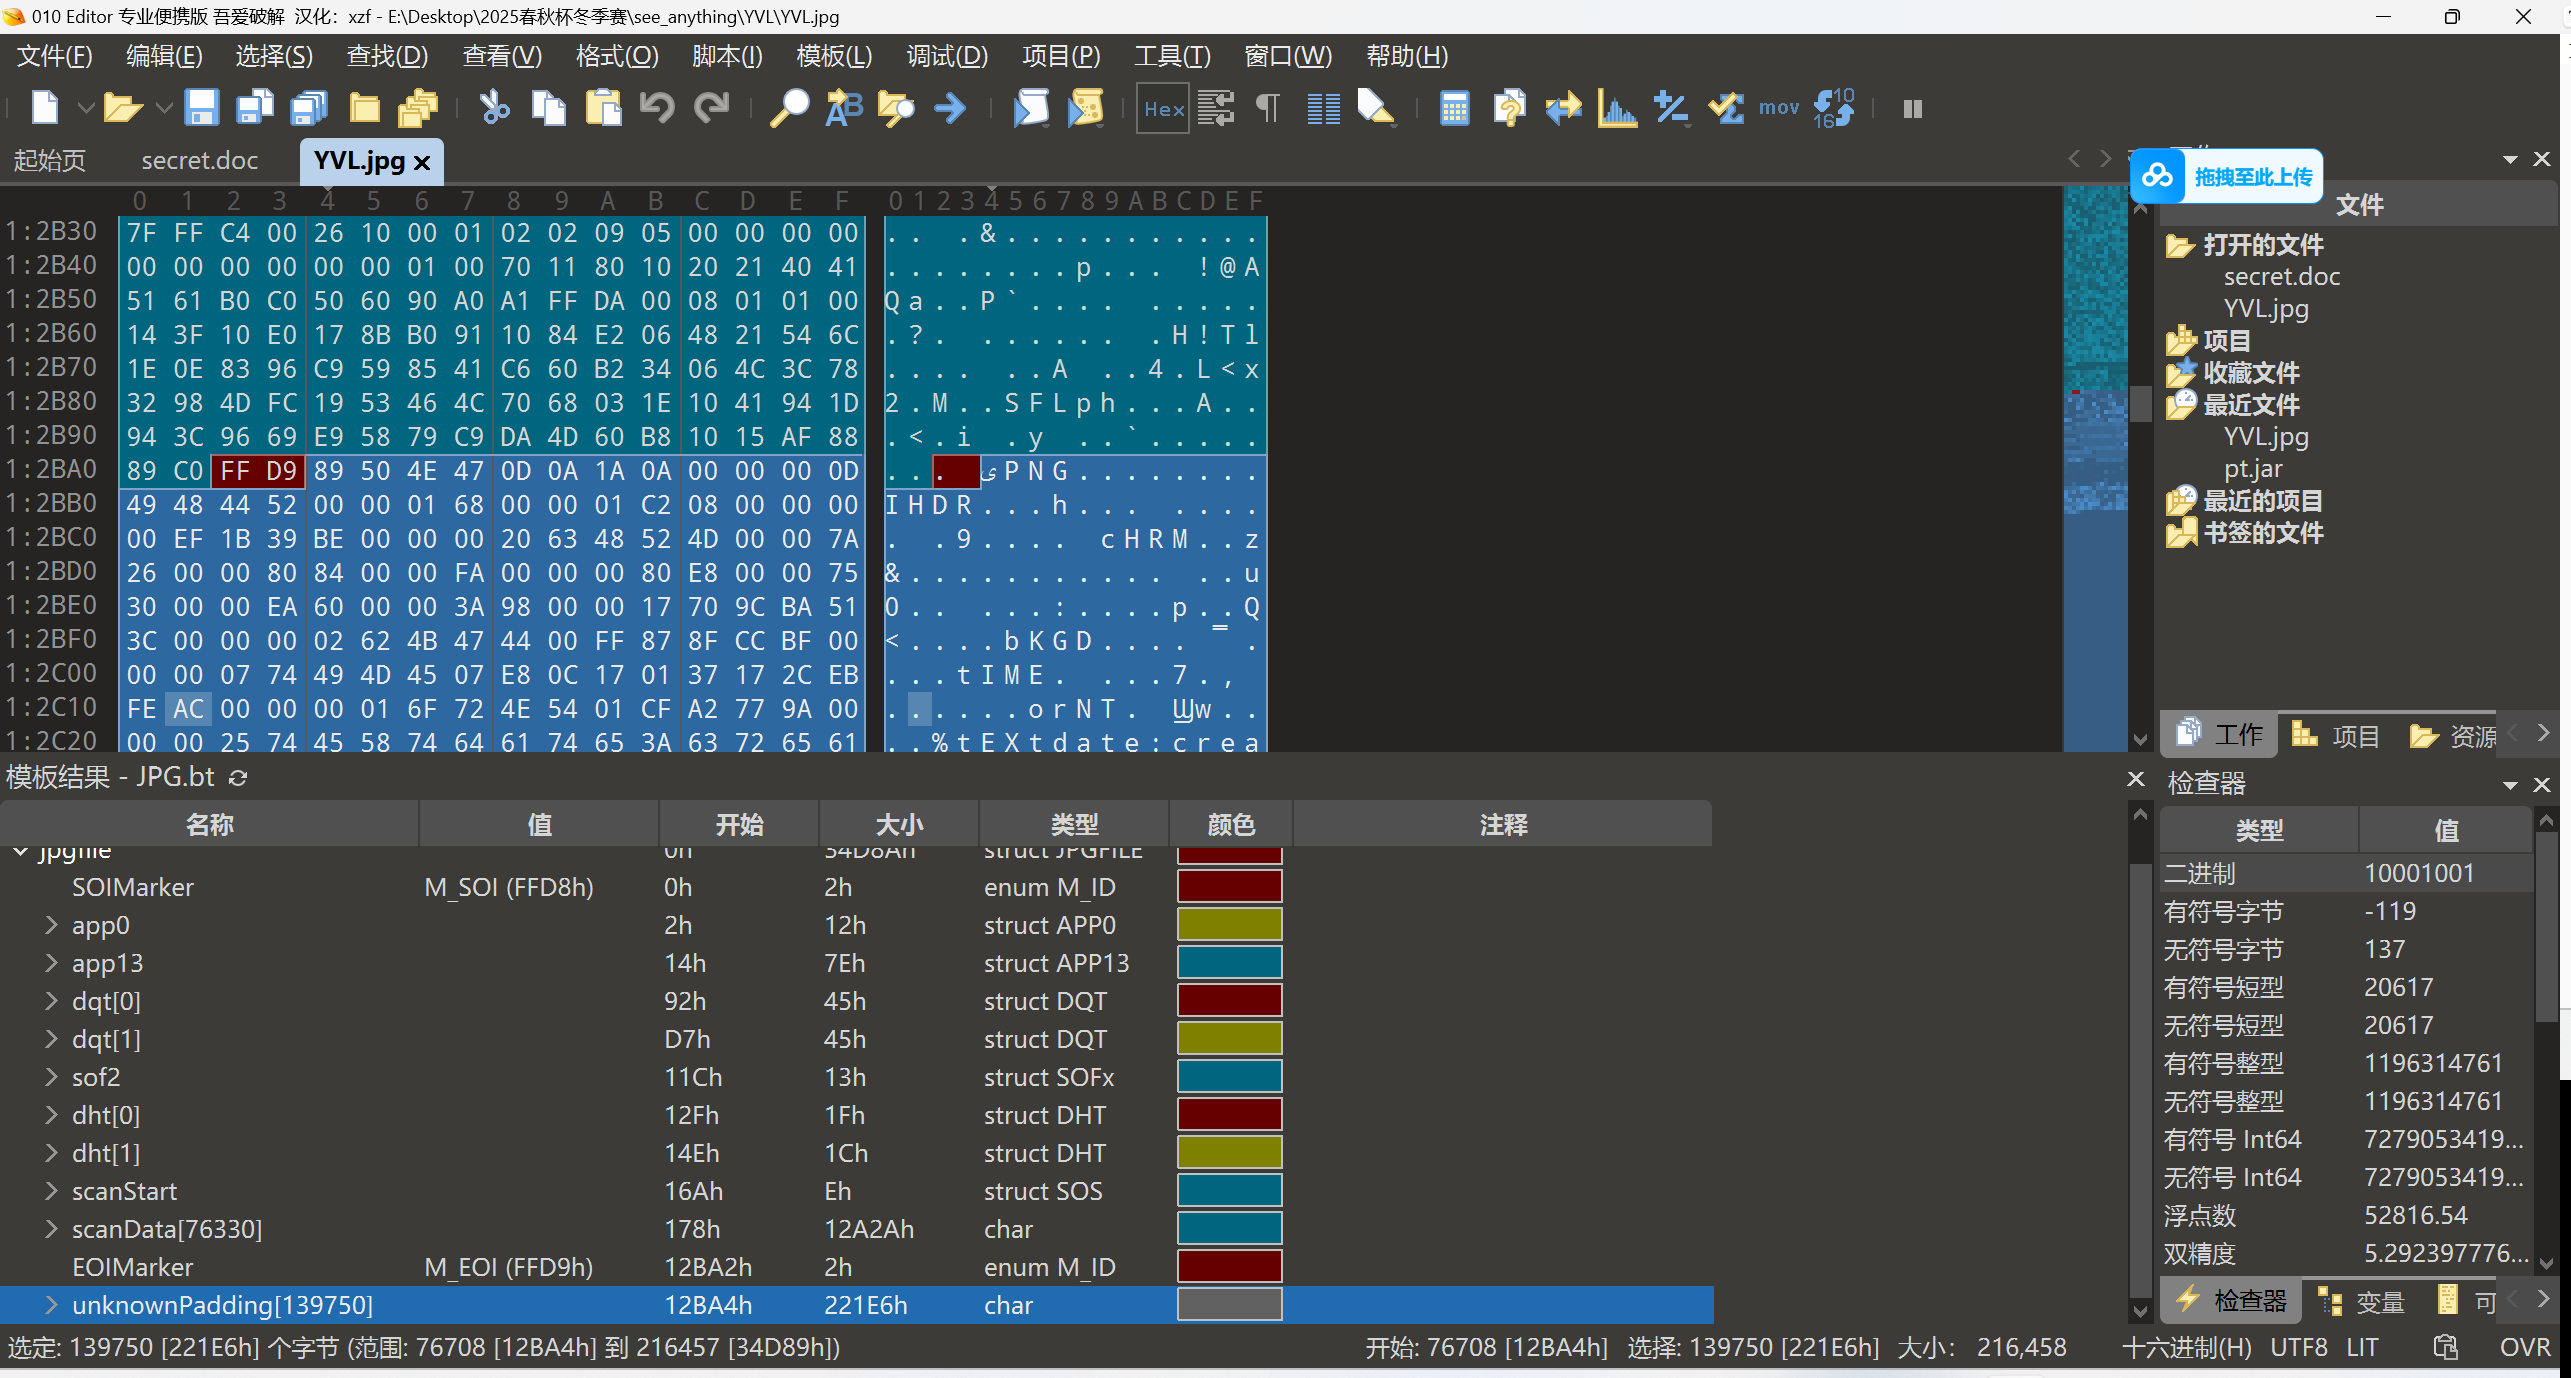 010 Editor 专业便携版 吾爱破解 汉化：xzf - E:\Desktop\2025春秋杯冬季赛\see_anything\YVL\YVL.jpg
文件(F) 编辑(E) 选择(S) 查找(D) 查看(V) 格式(O) 脚本(I) 模板(L) 调试(D) 项目(P) 工具(T) 窗口(W) 帮助(H)
Hex mov 10 16
起始页 secret.doc YVL.jpg
拖拽至此上传
0 1 2 3 4 5 6 7 8 9 A B C D E F 0123456789ABCDEF
1:2B30 7F FF C4 00 26 10 00 01 02 02 09 05 00 00 00 00 .. .&...........
1:2B40 00 00 00 00 00 00 01 00 70 11 80 10 20 21 40 41 ........p... !@A
1:2B50 51 61 B0 C0 50 60 90 A0 A1 FF DA 00 08 01 01 00 Qa..P`.... .....
1:2B60 14 3F 10 E0 17 8B B0 91 10 84 E2 06 48 21 54 6C .?. ...... .H!Tl
1:2B70 1E 0E 83 96 C9 59 85 41 C6 60 B2 34 06 4C 3C 78 .... ..A ..4.L<x
1:2B80 32 98 4D FC 19 53 46 4C 70 68 03 1E 10 41 94 1D 2.M..SFLph...A..
1:2B90 94 3C 96 69 E9 58 79 C9 DA 4D 60 B8 10 15 AF 88 .<.i .y ..`.....
1:2BA0 89 C0 FF D9 89 50 4E 47 0D 0A 1A 0A 00 00 00 0D ... ىPNG........
1:2BB0 49 48 44 52 00 00 01 68 00 00 01 C2 08 00 00 00 IHDR...h... ....
1:2BC0 00 EF 1B 39 BE 00 00 00 20 63 48 52 4D 00 00 7A . .9.... cHRM..z
1:2BD0 26 00 00 80 84 00 00 FA 00 00 00 80 E8 00 00 75 &........... ..u
1:2BE0 30 00 00 EA 60 00 00 3A 98 00 00 17 70 9C BA 51 0.. ...:....p..Q
1:2BF0 3C 00 00 00 02 62 4B 47 44 00 FF 87 8F CC BF 00 <....bKGD.... .
1:2C00 00 00 07 74 49 4D 45 07 E8 0C 17 01 37 17 2C EB ...tIME. ...7.,
1:2C10 FE AC 00 00 00 01 6F 72 4E 54 01 CF A2 77 9A 00 ......orNT. w..
1:2C20 00 00 25 74 45 58 74 64 61 74 65 3A 63 72 65 61 ..%tEXtdate:crea
文件
打开的文件
secret.doc
YVL.jpg
项目
收藏文件
最近文件
YVL.jpg
pt.jar
最近的项目
书签的文件
工作 项目 资源
模板结果 - JPG.bt
名称 值 开始 大小 类型 颜色 注释
jpgfile 0h 34D8Ah struct JPGFILE
SOIMarker M_SOI (FFD8h) 0h 2h enum M_ID
app0 2h 12h struct APP0
app13 14h 7Eh struct APP13
dqt[0] 92h 45h struct DQT
dqt[1] D7h 45h struct DQT
sof2 11Ch 13h struct SOFx
dht[0] 12Fh 1Fh struct DHT
dht[1] 14Eh 1Ch struct DHT
scanStart 16Ah Eh struct SOS
scanData[76330] 178h 12A2Ah char
EOIMarker M_EOI (FFD9h) 12BA2h 2h enum M_ID
unknownPadding[139750] 12BA4h 221E6h char
检查器
类型 值
二进制 10001001
有符号字节 -119
无符号字节 137
有符号短型 20617
无符号短型 20617
有符号整型 1196314761
无符号整型 1196314761
有符号 Int64 7279053419...
无符号 Int64 7279053419...
浮点数 52816.54
双精度 5.292397776...
检查器 变量 可
选定: 139750 [221E6h] 个字节 (范围: 76708 [12BA4h] 到 216457 [34D89h]) 开始: 76708 [12BA4h] 选择: 139750 [221E6h] 大小: 216,458 十六进制(H) UTF8 LIT OVR